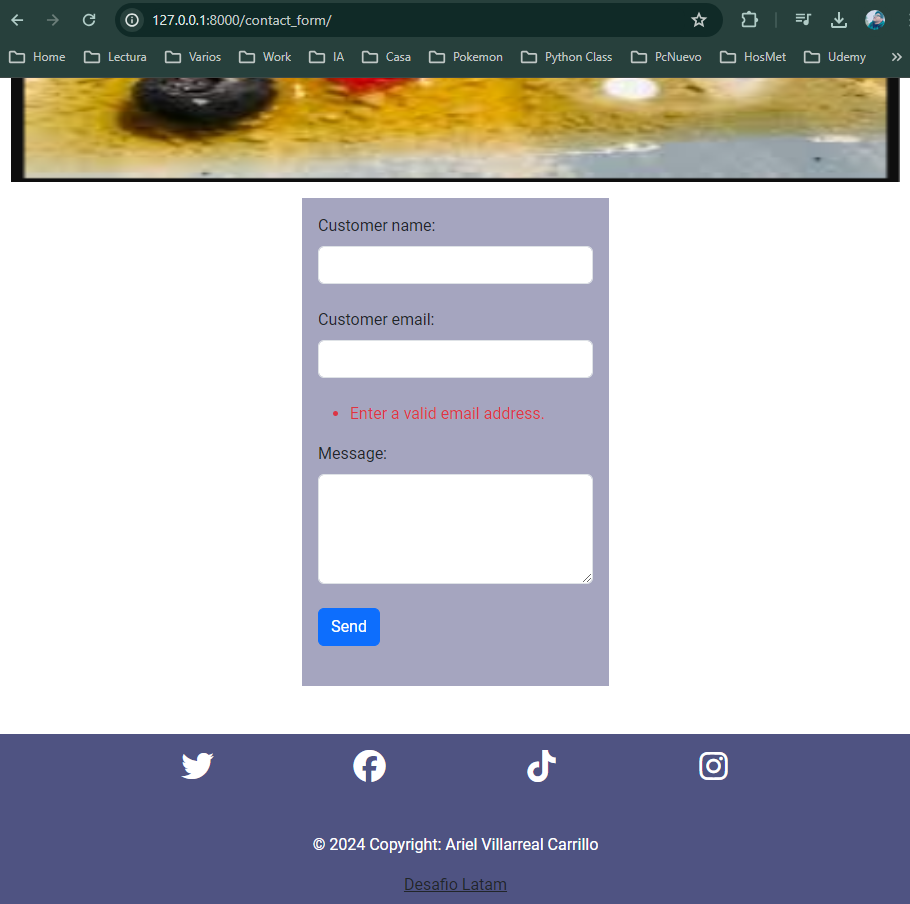 127.0.0.1:8000/contact_form/
Home Lectura Varios Work IA Casa Pokemon Python Class PcNuevo HosMet Udemy »
Customer name:
Customer email:
• Enter a valid email address.
Message:
Send
© 2024 Copyright: Ariel Villarreal Carrillo
Desafio Latam